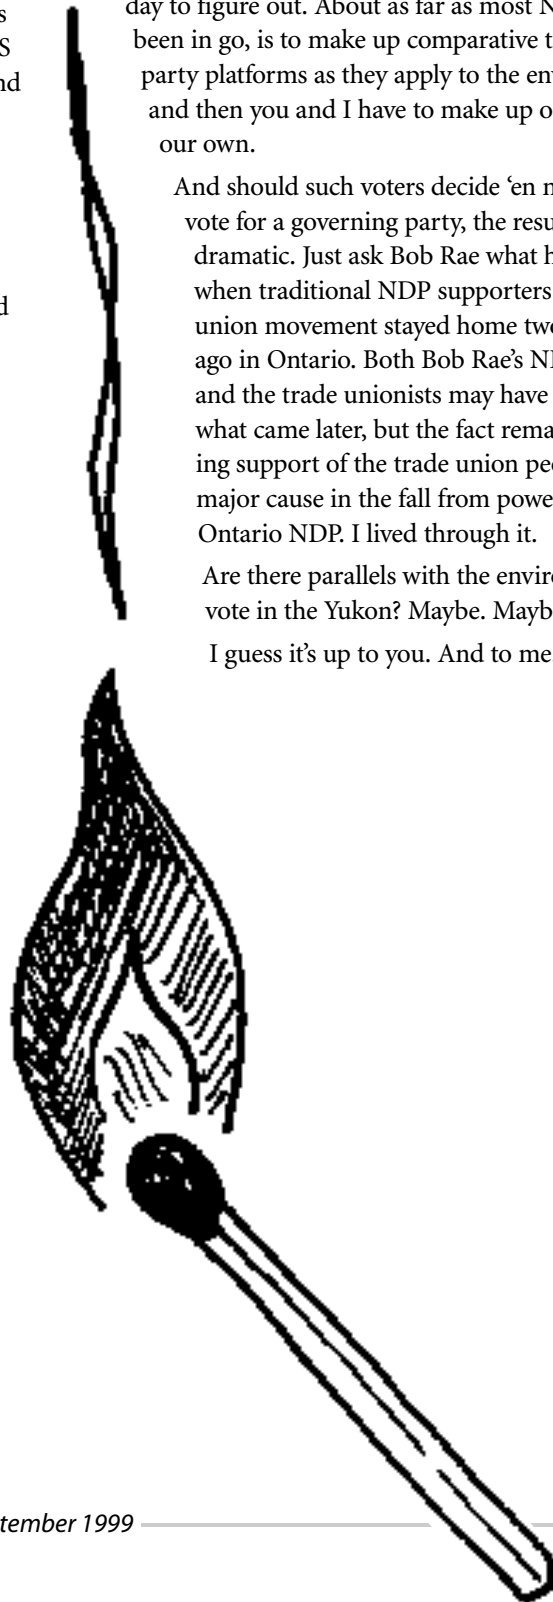 s
S
nd
d
day to figure out. About as far as most N
been in go, is to make up comparative t
party platforms as they apply to the env
and then you and I have to make up o
our own.
And should such voters decide ‘en m
vote for a governing party, the resu
dramatic. Just ask Bob Rae what h
when traditional NDP supporters
union movement stayed home two
ago in Ontario. Both Bob Rae’s N
and the trade unionists may have
what came later, but the fact rema
ing support of the trade union peo
major cause in the fall from powe
Ontario NDP. I lived through it.
Are there parallels with the enviro
vote in the Yukon? Maybe. Mayb
I guess it’s up to you. And to me.
tember 1999